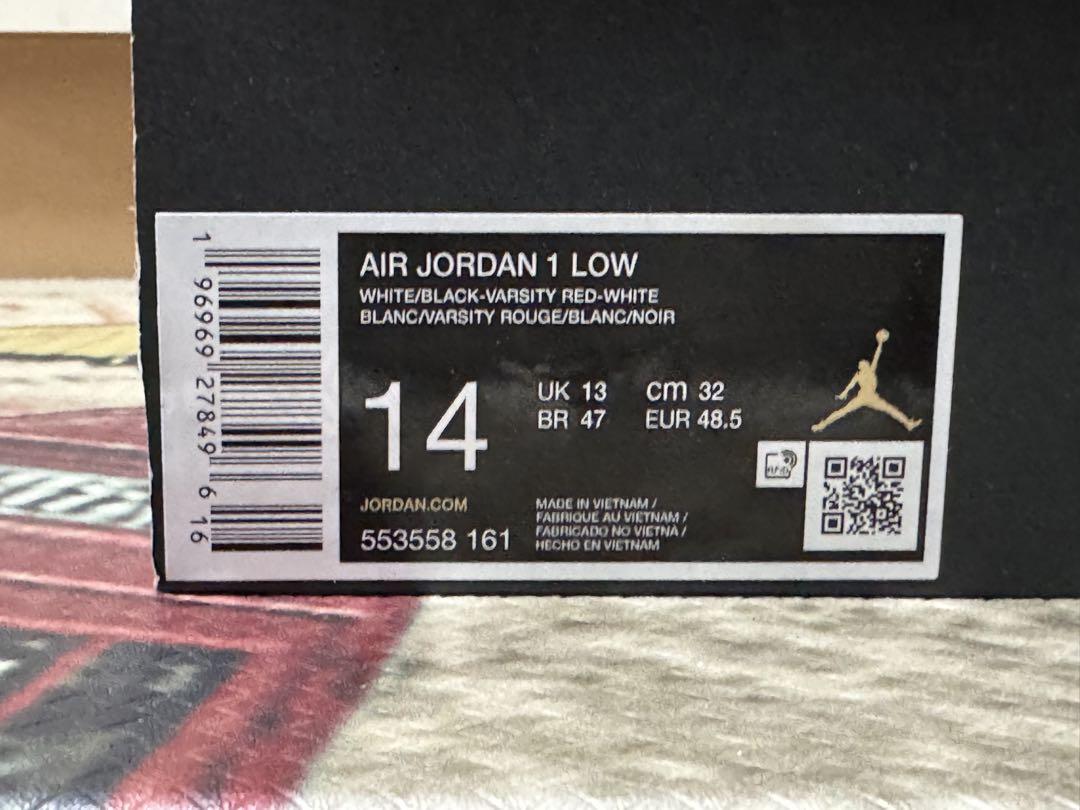 1 96969 27849 6 16
AIR JORDAN 1 LOW
WHITE/BLACK-VARSITY RED-WHITE
BLANC/VARSITY ROUGE/BLANC/NOIR
14
UK 13 cm 32
BR 47 EUR 48.5
RFID
JORDAN.COM
553558 161
MADE IN VIETNAM /
FABRIQUÉ AU VIETNAM /
FABRICADO NO VIETNA /
HECHO EN VIETNAM